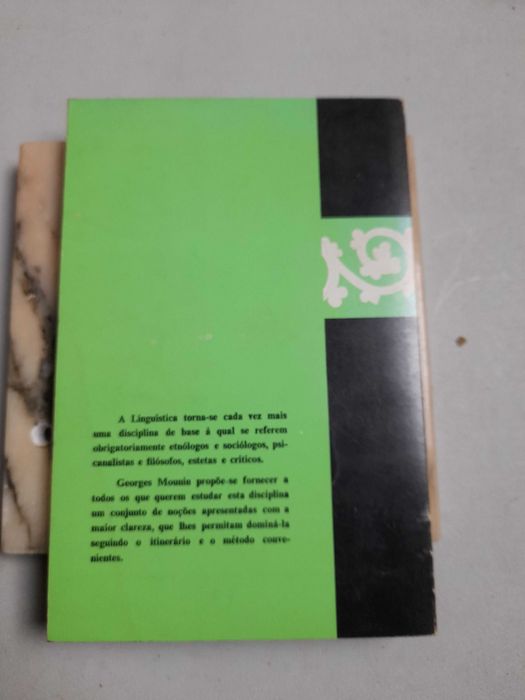 A Linguística torna-se cada vez mais
uma disciplina de base à qual se referem
obrigatoriamente etnólogos e sociólogos, psi-
canalistas e filósofos, estetas e críticos.
Georges Mounin propõe-se fornecer a
todos os que querem estudar esta disciplina
um conjunto de noções apresentadas com a
maior clareza, que lhes permitam dominá-la
seguindo o itinerário e o método conve-
nientes.